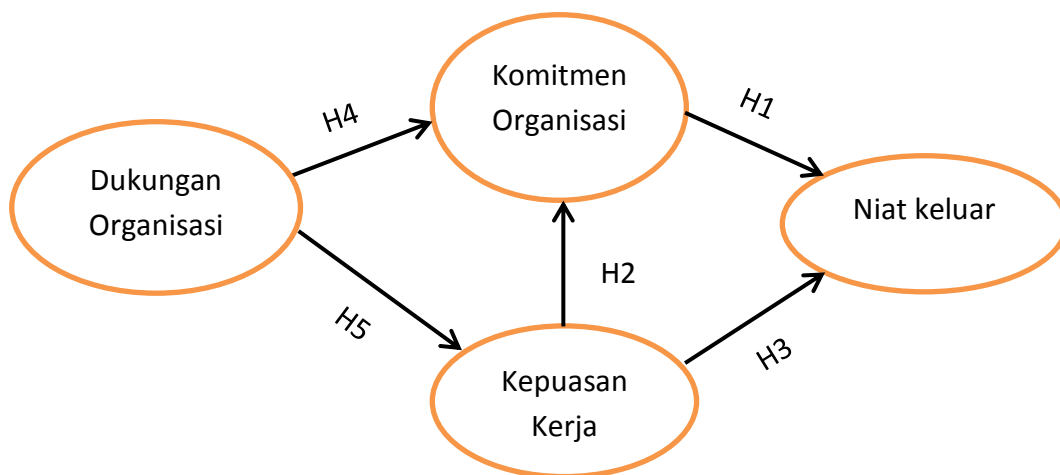 Komitmen
Organisasi
H4
H1
Dukungan
Organisasi
Niat keluar
H2
H5
H3
Kepuasan
Kerja